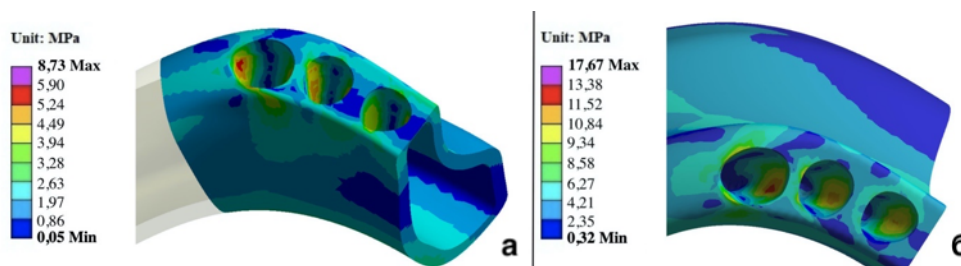 Unit: MPa
8,73 Max
5,90
5,24
4,49
3,94
3,28
2,63
1,97
0,86
0,05 Min
а
Unit: MPa
17,67 Max
13,38
11,52
10,84
9,34
8,58
6,27
4,21
2,35
0,32 Min
б